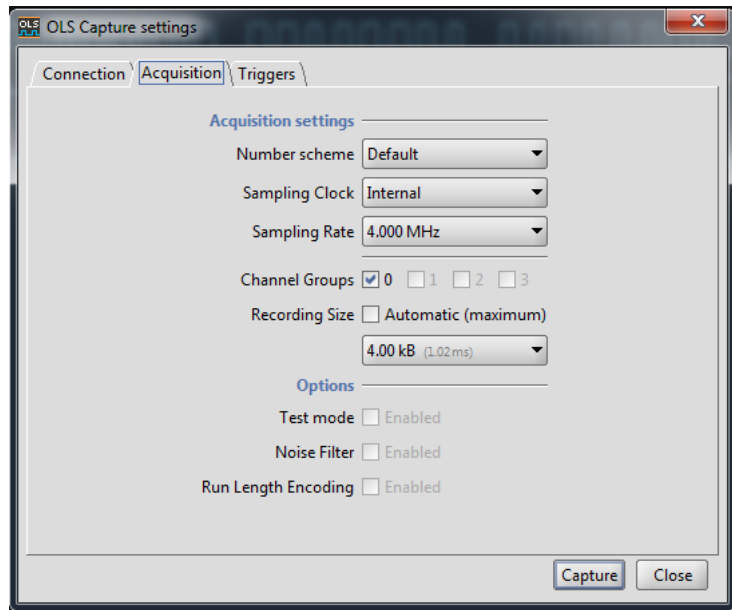 OLS OLS Capture settings
Connection Acquisition Triggers
Acquisition settings
Number scheme Default
Sampling Clock Internal
Sampling Rate 4.000 MHz
Channel Groups 0 1 2 3
Recording Size Automatic (maximum)
4.00 kB (1.02ms)
Options
Test mode Enabled
Noise Filter Enabled
Run Length Encoding Enabled
Capture Close